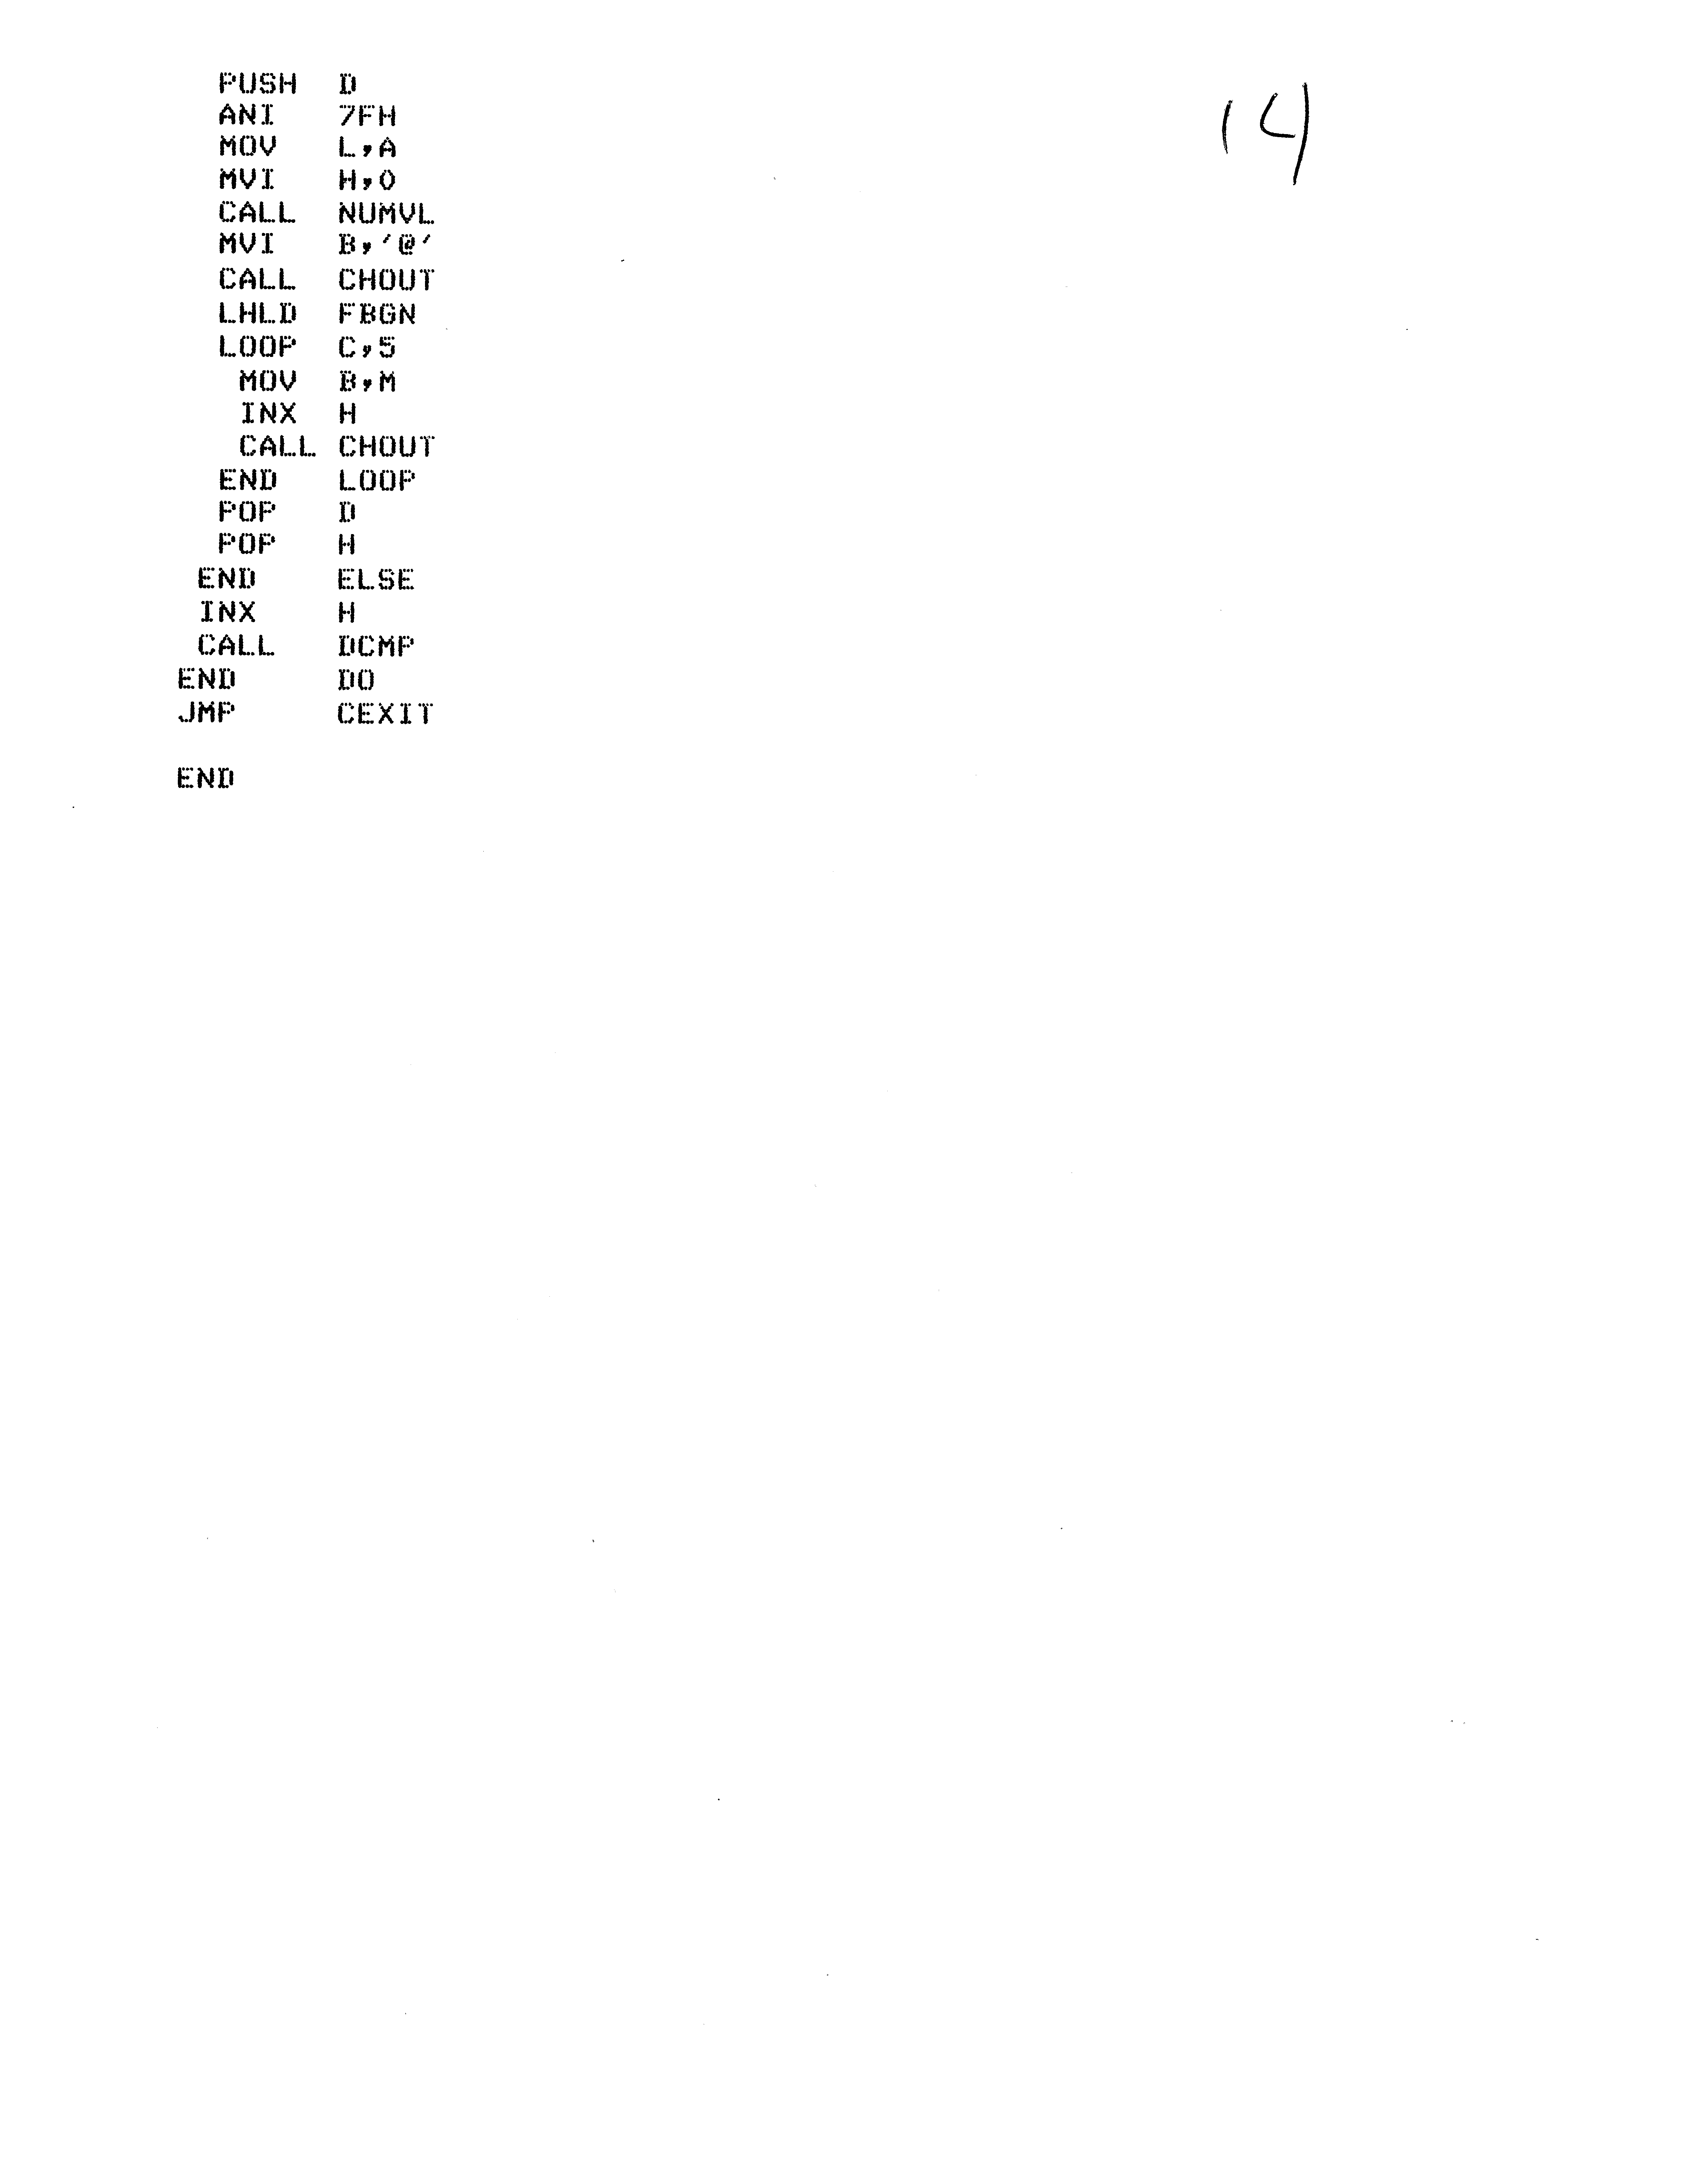 14
    PUSH  D
    ANI   7FH
    MOV   L,A
    MVI   H,0
    CALL  NUMVL
    MVI   B,'@'
    CALL  CHOUT
    LHLD  FBGN
    LOOP  C,5
     MOV  B,M
     INX  H
     CALL CHOUT
    END   LOOP
    POP   D
    POP   H
   END    ELSE
   INX    H
   CALL   DCMP
  END     DO
  JMP     CEXIT

  END